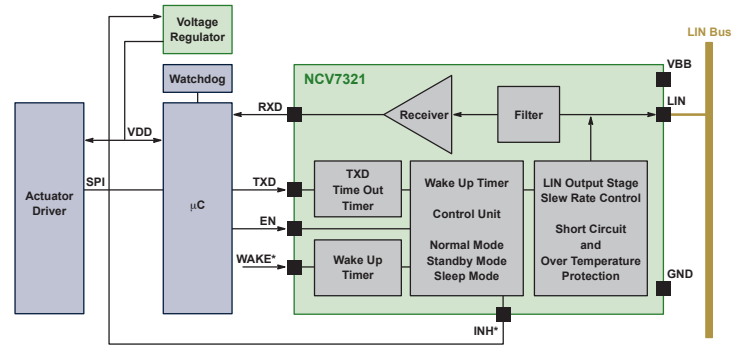 Voltage
Regulator
LIN Bus
Watchdog
NCV7321
VBB
RXD
Receiver
Filter
LIN
VDD
Actuator
Driver
SPI
μC
TXD
TXD
Time Out
Timer
EN
WAKE*
Wake Up
Timer
Wake Up Timer
Control Unit
Normal Mode
Standby Mode
Sleep Mode
LIN Output Stage
Slew Rate Control
Short Circuit
and
Over Temperature
Protection
GND
INH*